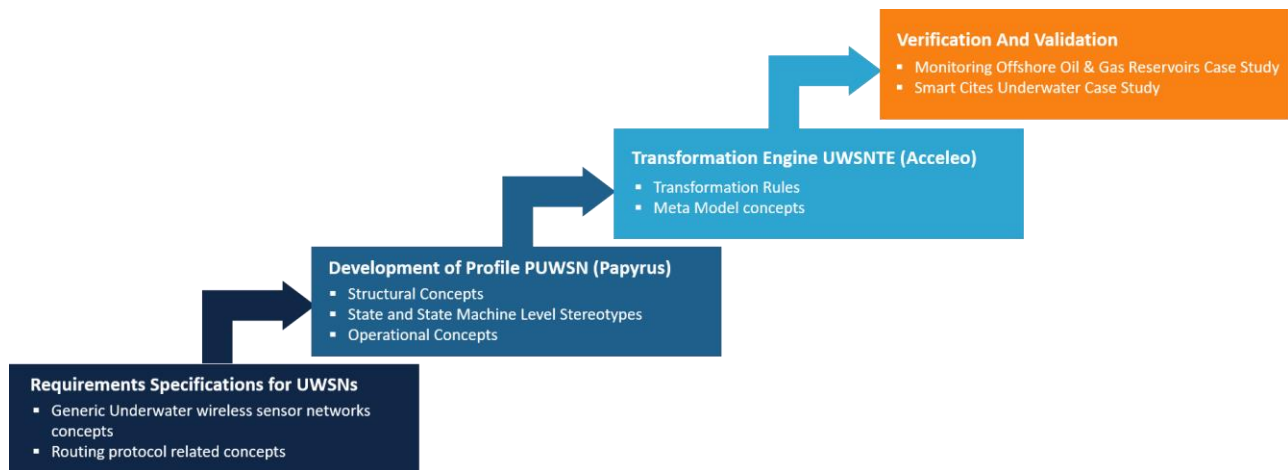 Verification And Validation
▪ Monitoring Offshore Oil & Gas Reservoirs Case Study
▪ Smart Cites Underwater Case Study
Transformation Engine UWSNTE (Acceleo)
▪ Transformation Rules
▪ Meta Model concepts
Development of Profile PUWSN (Papyrus)
▪ Structural Concepts
▪ State and State Machine Level Stereotypes
▪ Operational Concepts
Requirements Specifications for UWSNs
▪ Generic Underwater wireless sensor networks
concepts
▪ Routing protocol related concepts